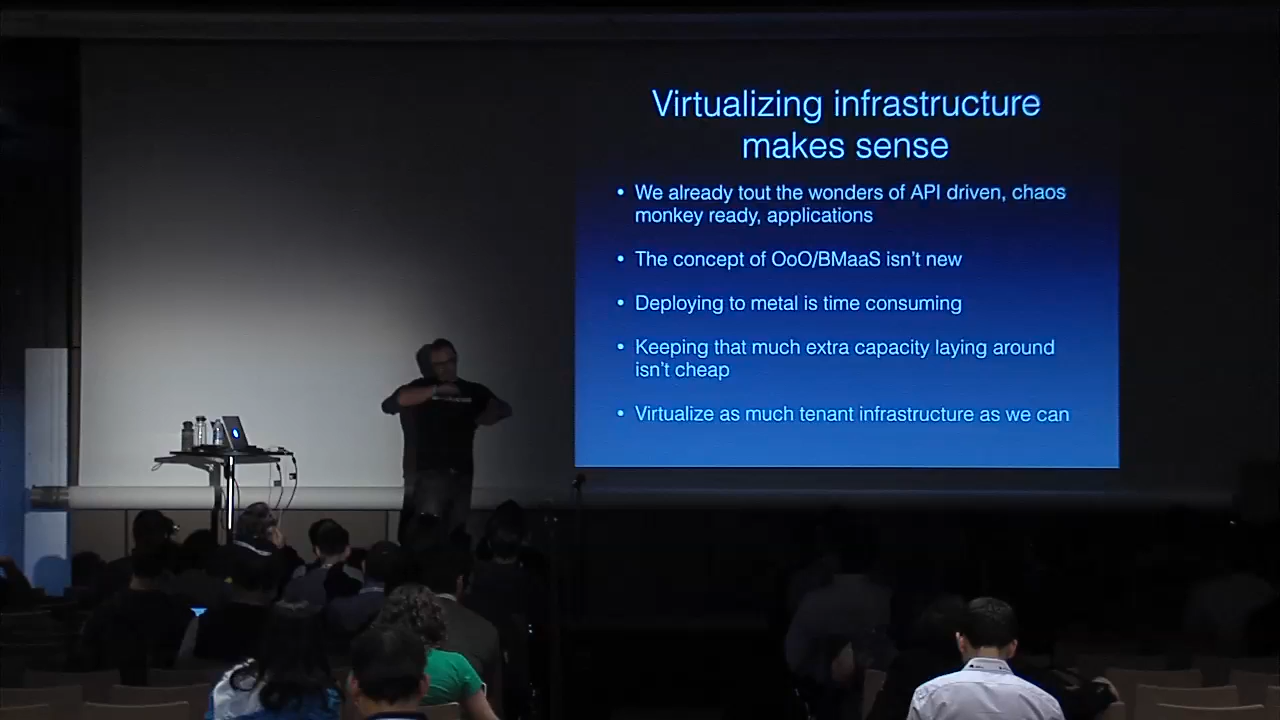 Virtualizing infrastructure
makes sense
• We already tout the wonders of API driven, chaos
monkey ready, applications
• The concept of OoO/BMaaS isn't new
• Deploying to metal is time consuming
• Keeping that much extra capacity laying around
isn't cheap
• Virtualize as much tenant infrastructure as we can